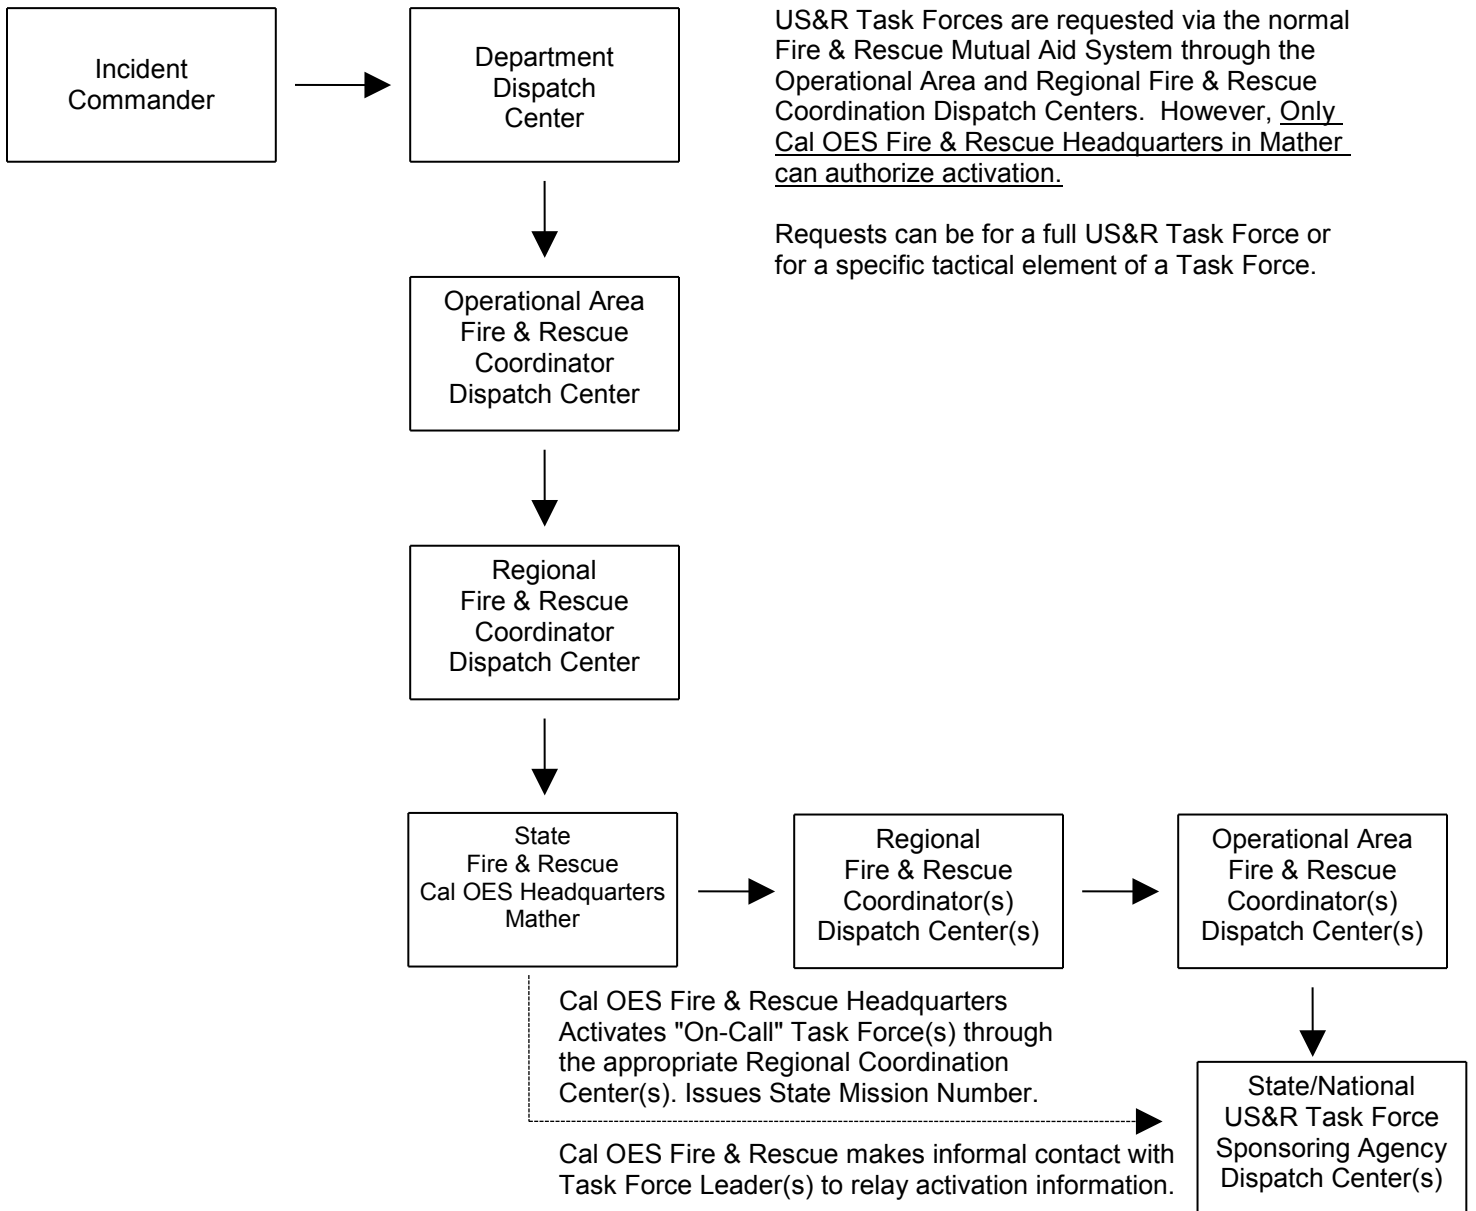 Incident
Commander
Department
Dispatch
Center
US&R Task Forces are requested via the normal
Fire & Rescue Mutual Aid System through the
Operational Area and Regional Fire & Rescue
Coordination Dispatch Centers.  However, Only
Cal OES Fire & Rescue Headquarters in Mather
can authorize activation.
Requests can be for a full US&R Task Force or
for a specific tactical element of a Task Force.
Operational Area
Fire & Rescue
Coordinator
Dispatch Center
Regional
Fire & Rescue
Coordinator
Dispatch Center
State
Fire & Rescue
Cal OES Headquarters
Mather
Regional
Fire & Rescue
Coordinator(s)
Dispatch Center(s)
Operational Area
Fire & Rescue
Coordinator(s)
Dispatch Center(s)
Cal OES Fire & Rescue Headquarters
Activates "On-Call" Task Force(s) through
the appropriate Regional Coordination
Center(s). Issues State Mission Number.
Cal OES Fire & Rescue makes informal contact with
Task Force Leader(s) to relay activation information.
State/National
US&R Task Force
Sponsoring Agency
Dispatch Center(s)